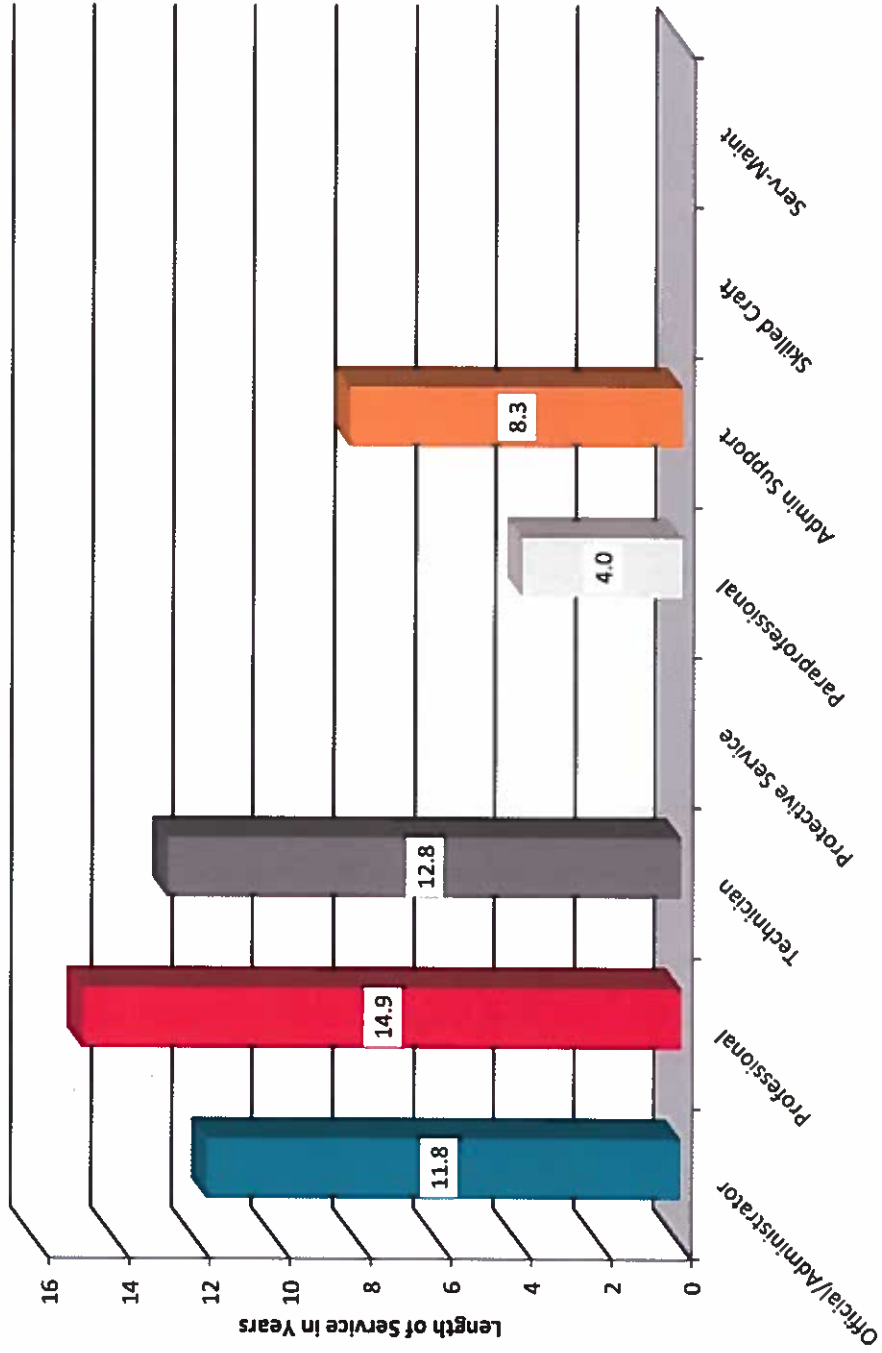 Length of Service in Years
16
14
12
10
8
6
4
2
0
11.8
14.9
12.8
4.0
8.3
Official/Administrator
Professional
Technician
Protective Service
Paraprofessional
Admin Support
Skilled Craft
Serv-Maint